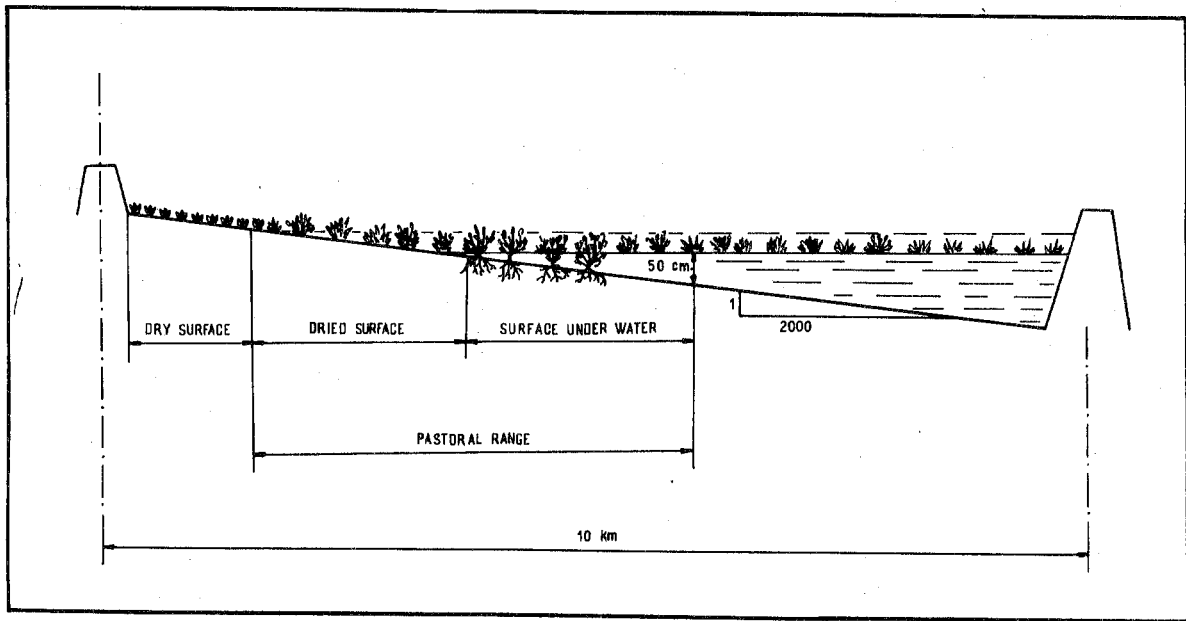 50 cm.
1
2000
DRY SURFACE
DRIED SURFACE
SURFACE UNDER WATER
PASTORAL RANGE
10 km